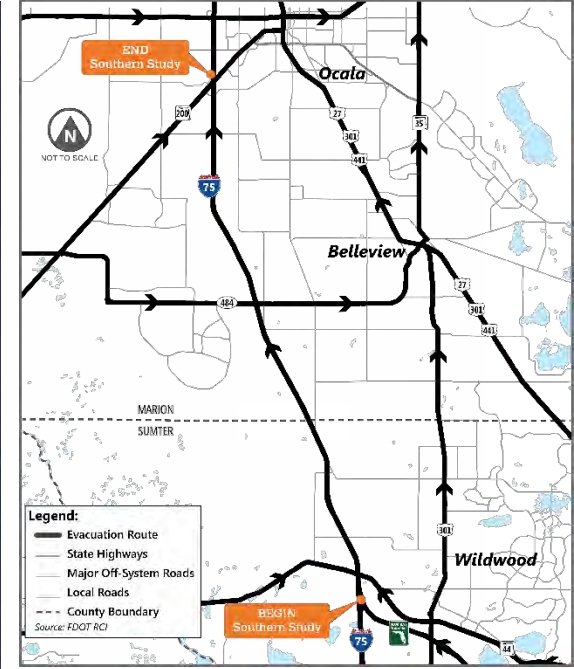 END
Southern Study
Ocala
200
27
301
441
35
N
NOT TO SCALE
75
Belleview
484
27
301
441
MARION
SUMTER
Legend:
Evacuation Route
State Highways
Major Off-System Roads
Local Roads
County Boundary
Source: FDOT RCI
301
Wildwood
BEGIN
Southern Study
75
44